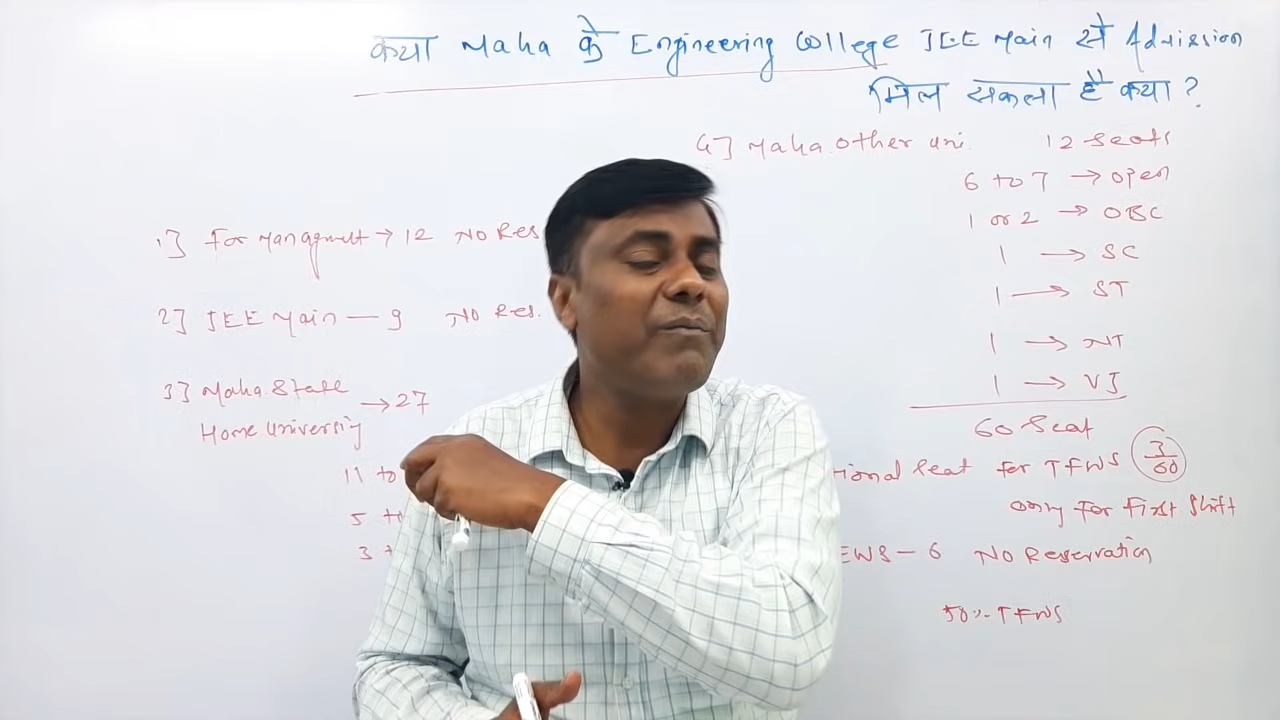 क्या Maha के Engineering College JEE Main से Admission
मिल सकता है क्या ?
1] For Managment → 12 NO Res
2] JEE Main — 9 No Res.
3] Maha. State
Home University → 27
11 to
5 to
3 t
4] Maha. Other Uni. 12 Seats
6 to 7 → Open
1 or 2 → OBC
1 → SC
1 → ST
1 → NT
1 → VJ
60 Seat
tional Seat for TFWS 3/60
only for First Shift
EWS – 6 No Reservation
50% TFWS